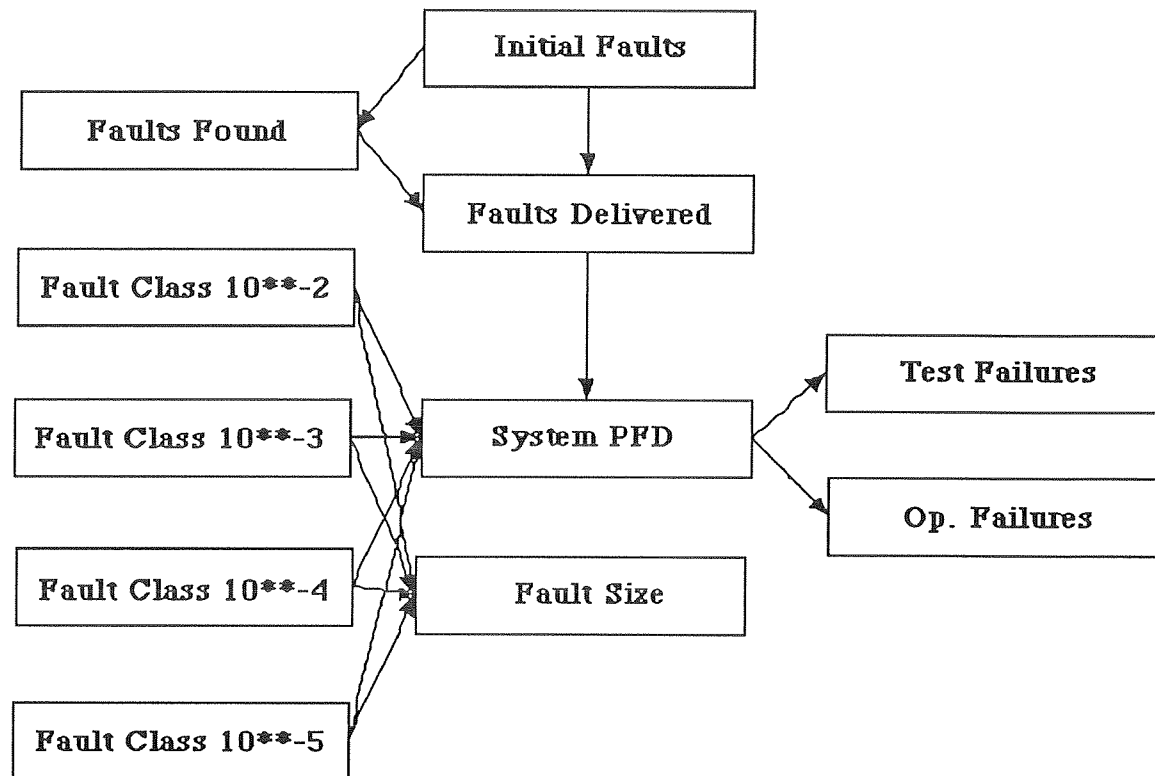 Initial Faults
Faults Found
Faults Delivered
Fault Class 10**-2
Test Failures
Fault Class 10**-3
System PFD
Op. Failures
Fault Class 10**-4
Fault Size
Fault Class 10**-5